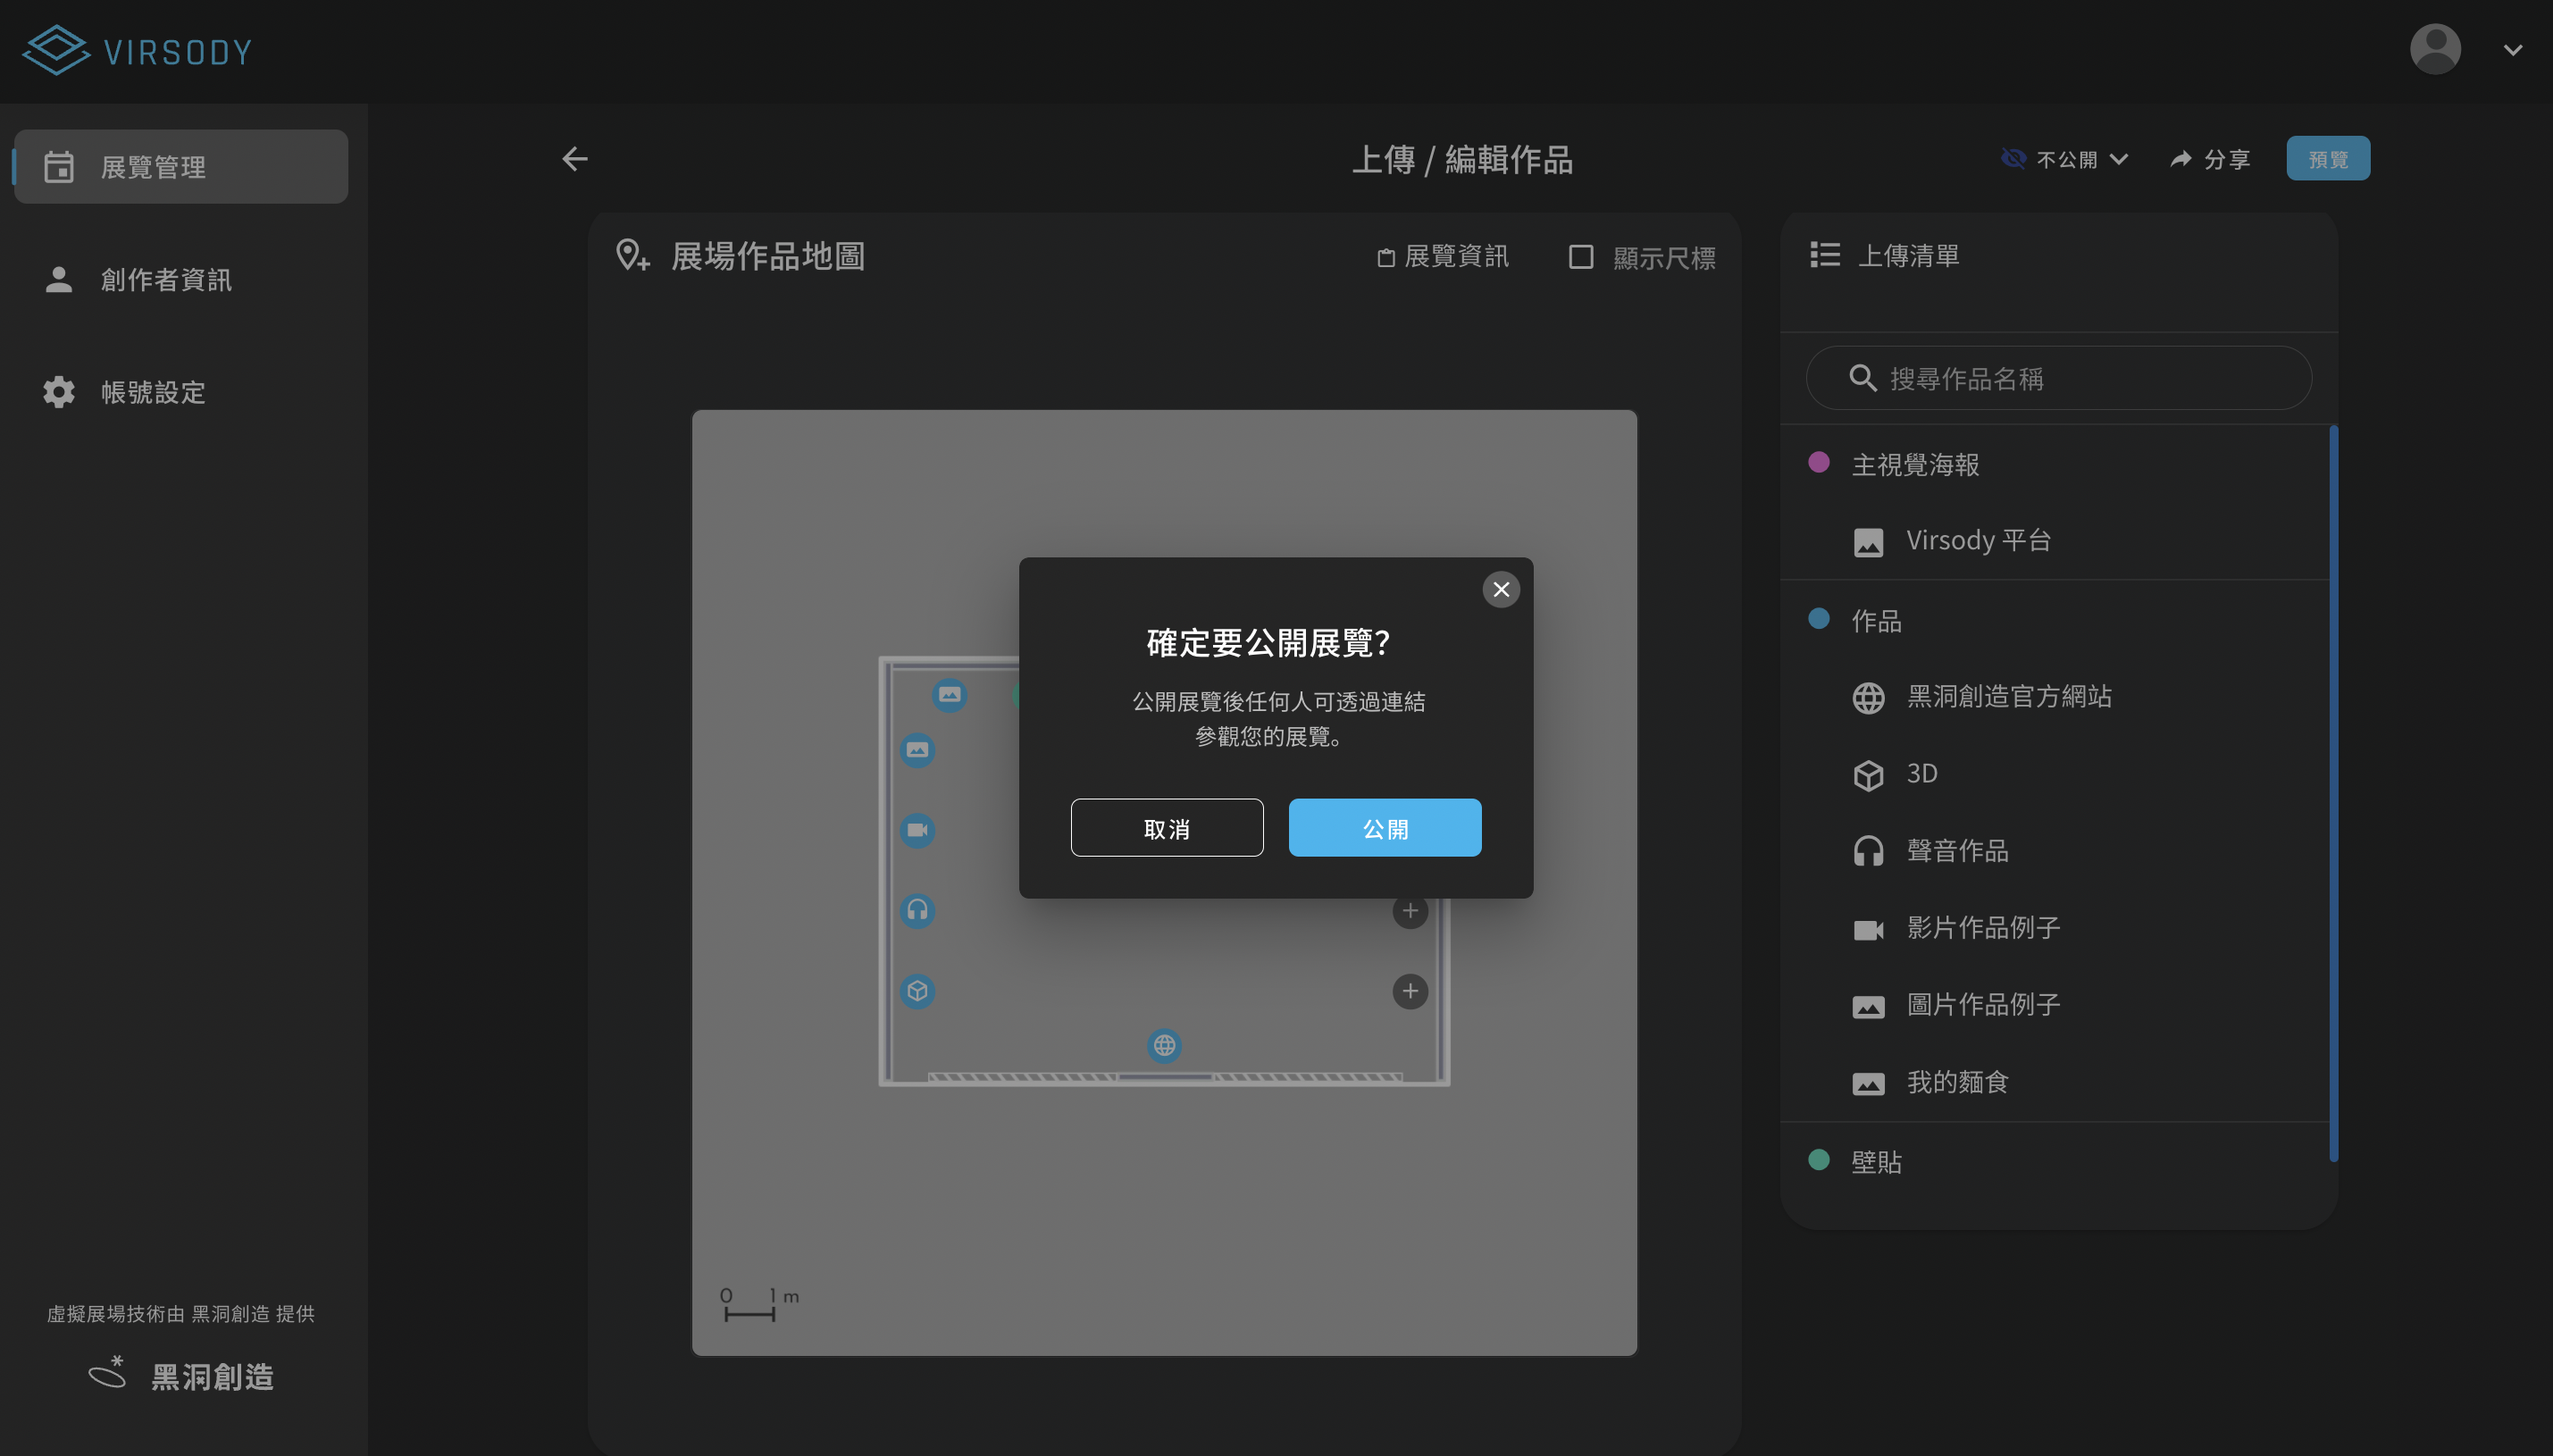 VIRSODY
展覽管理
創作者資訊
帳號設定
虛擬展場技術由 黑洞創造 提供
黑洞創造
上傳 / 編輯作品
不公開
分享
預覽
展場作品地圖
展覽資訊
顯示尺標
0 1 m
確定要公開展覽？
公開展覽後任何人可透過連結
參觀您的展覽。
取消
公開
上傳清單
搜尋作品名稱
主視覺海報
Virsody 平台
作品
黑洞創造官方網站
3D
聲音作品
影片作品例子
圖片作品例子
我的麵食
壁貼